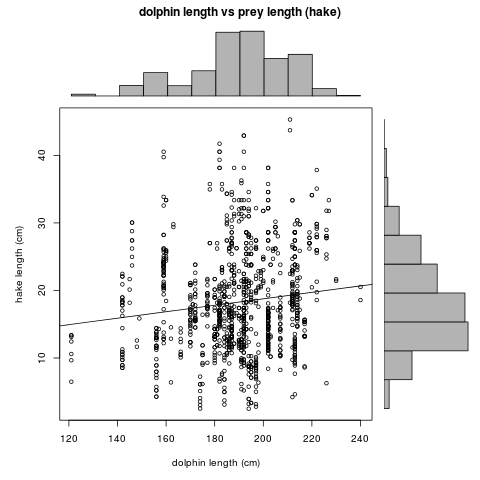 dolphin length vs prey length (hake)
40
30
20
10
hake length (cm)
120 140 160 180 200 220 240
dolphin length (cm)